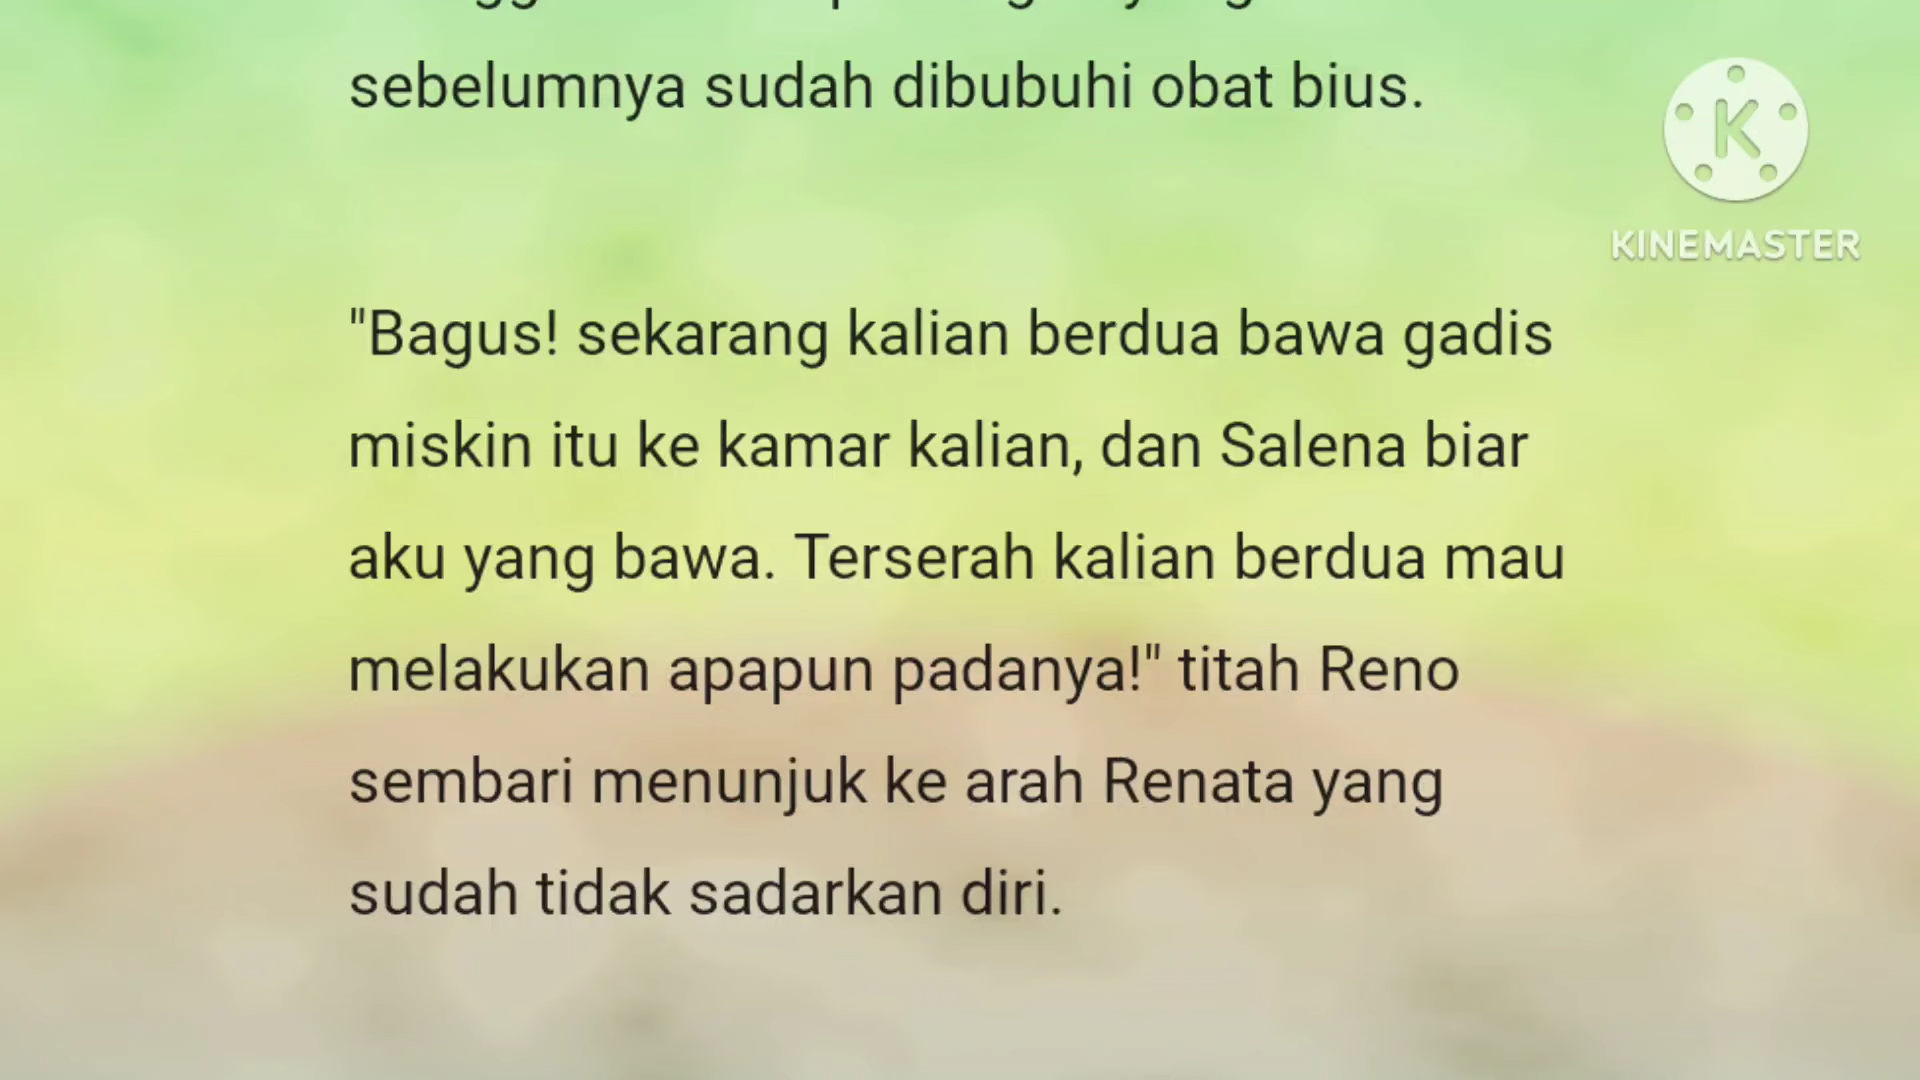 sebelumnya sudah dibubuhi obat bius.
"Bagus! sekarang kalian berdua bawa gadis
miskin itu ke kamar kalian, dan Salena biar
aku yang bawa. Terserah kalian berdua mau
melakukan apapun padanya!" titah Reno
sembari menunjuk ke arah Renata yang
sudah tidak sadarkan diri.
K
KINEMASTER